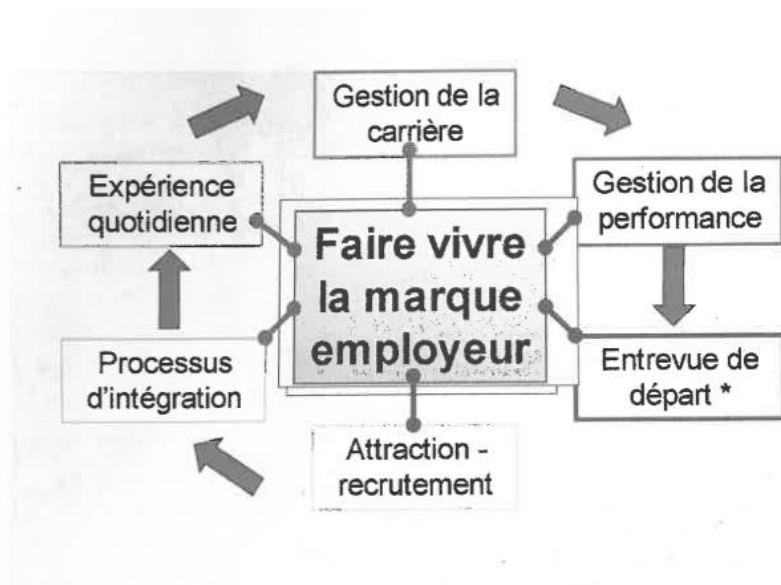 Gestion de la
carrière
Expérience
quotidienne
Gestion de la
performance
Faire vivre
la marque
employeur
Processus
d'intégration
Entrevue de
départ *
Attraction -
recrutement